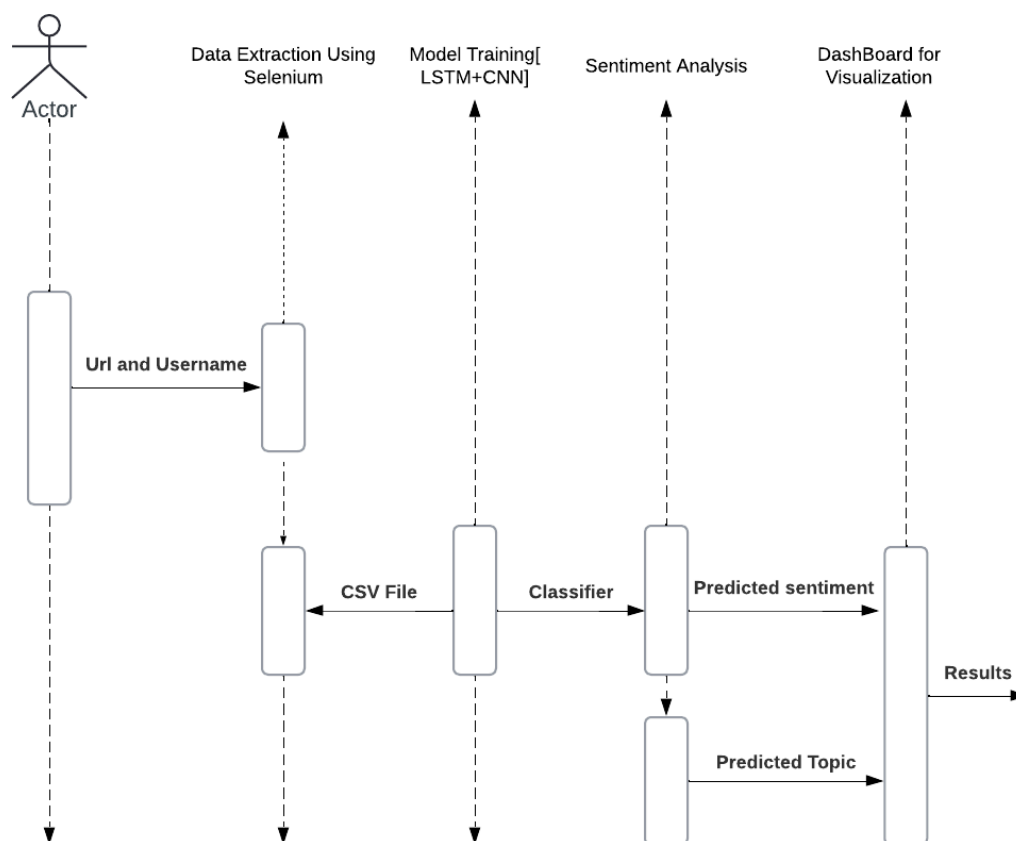 Actor
Data Extraction Using
Selenium
Model Training[
LSTM+CNN]
Sentiment Analysis
DashBoard for
Visualization
Url and Username
CSV File
Classifier
Predicted sentiment
Results
Predicted Topic